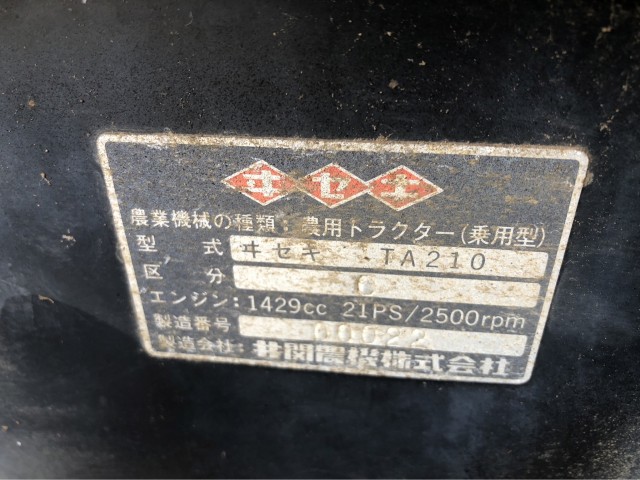 ヰセキ
農業機械の種類: 農用トラクター(乗用型)
型式 ヰセキ TA210
区分
エンジン: 1429cc 21PS/2500rpm
製造番号
製造会社: 井関農機株式会社